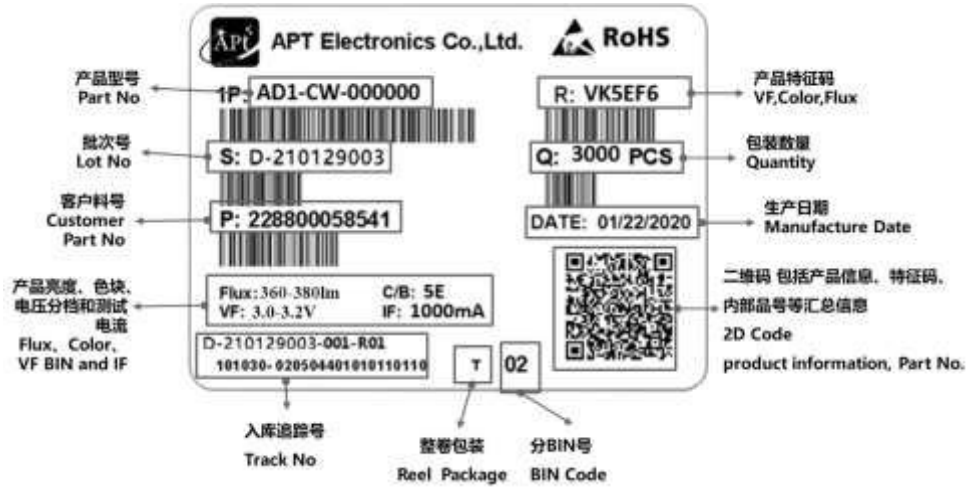 APT
APT Electronics Co.,Ltd.
RoHS
产品型号
Part No
1P: AD1-CW-000000
R: VK5EF6
产品特征码
VF,Color,Flux
批次号
Lot No
S: D-210129003
Q: 3000 PCS
包装数量
Quantity
客户料号
Customer
Part No
P: 228800058541
DATE: 01/22/2020
生产日期
Manufacture Date
产品亮度、色块、
电压分档和测试
电流
Flux、Color、
VF BIN and IF
Flux:360-380lm C/B: 5E
VF: 3.0-3.2V IF: 1000mA
二维码 包括产品信息、特征码、
内部品号等汇总信息
2D Code
product information, Part No.
D-210129003-001-R01
101030-020504401010110110
T
02
入库追踪号
Track No
整卷包装
Reel Package
分BIN号
BIN Code